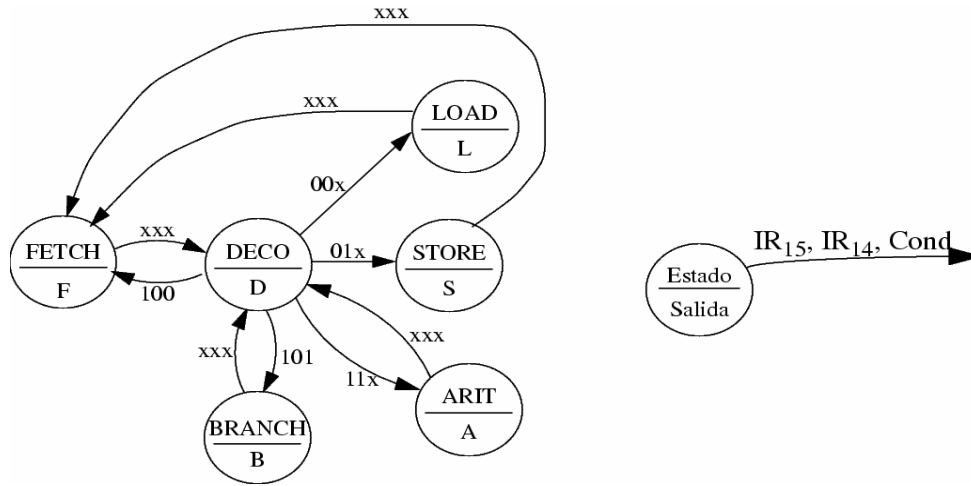 xxx
xxx
LOAD
L
00x
FETCH
F
xxx
100
DECO
D
01x
STORE
S
xxx
101
11x
xxx
BRANCH
B
ARIT
A
IR15, IR14, Cond
Estado
Salida